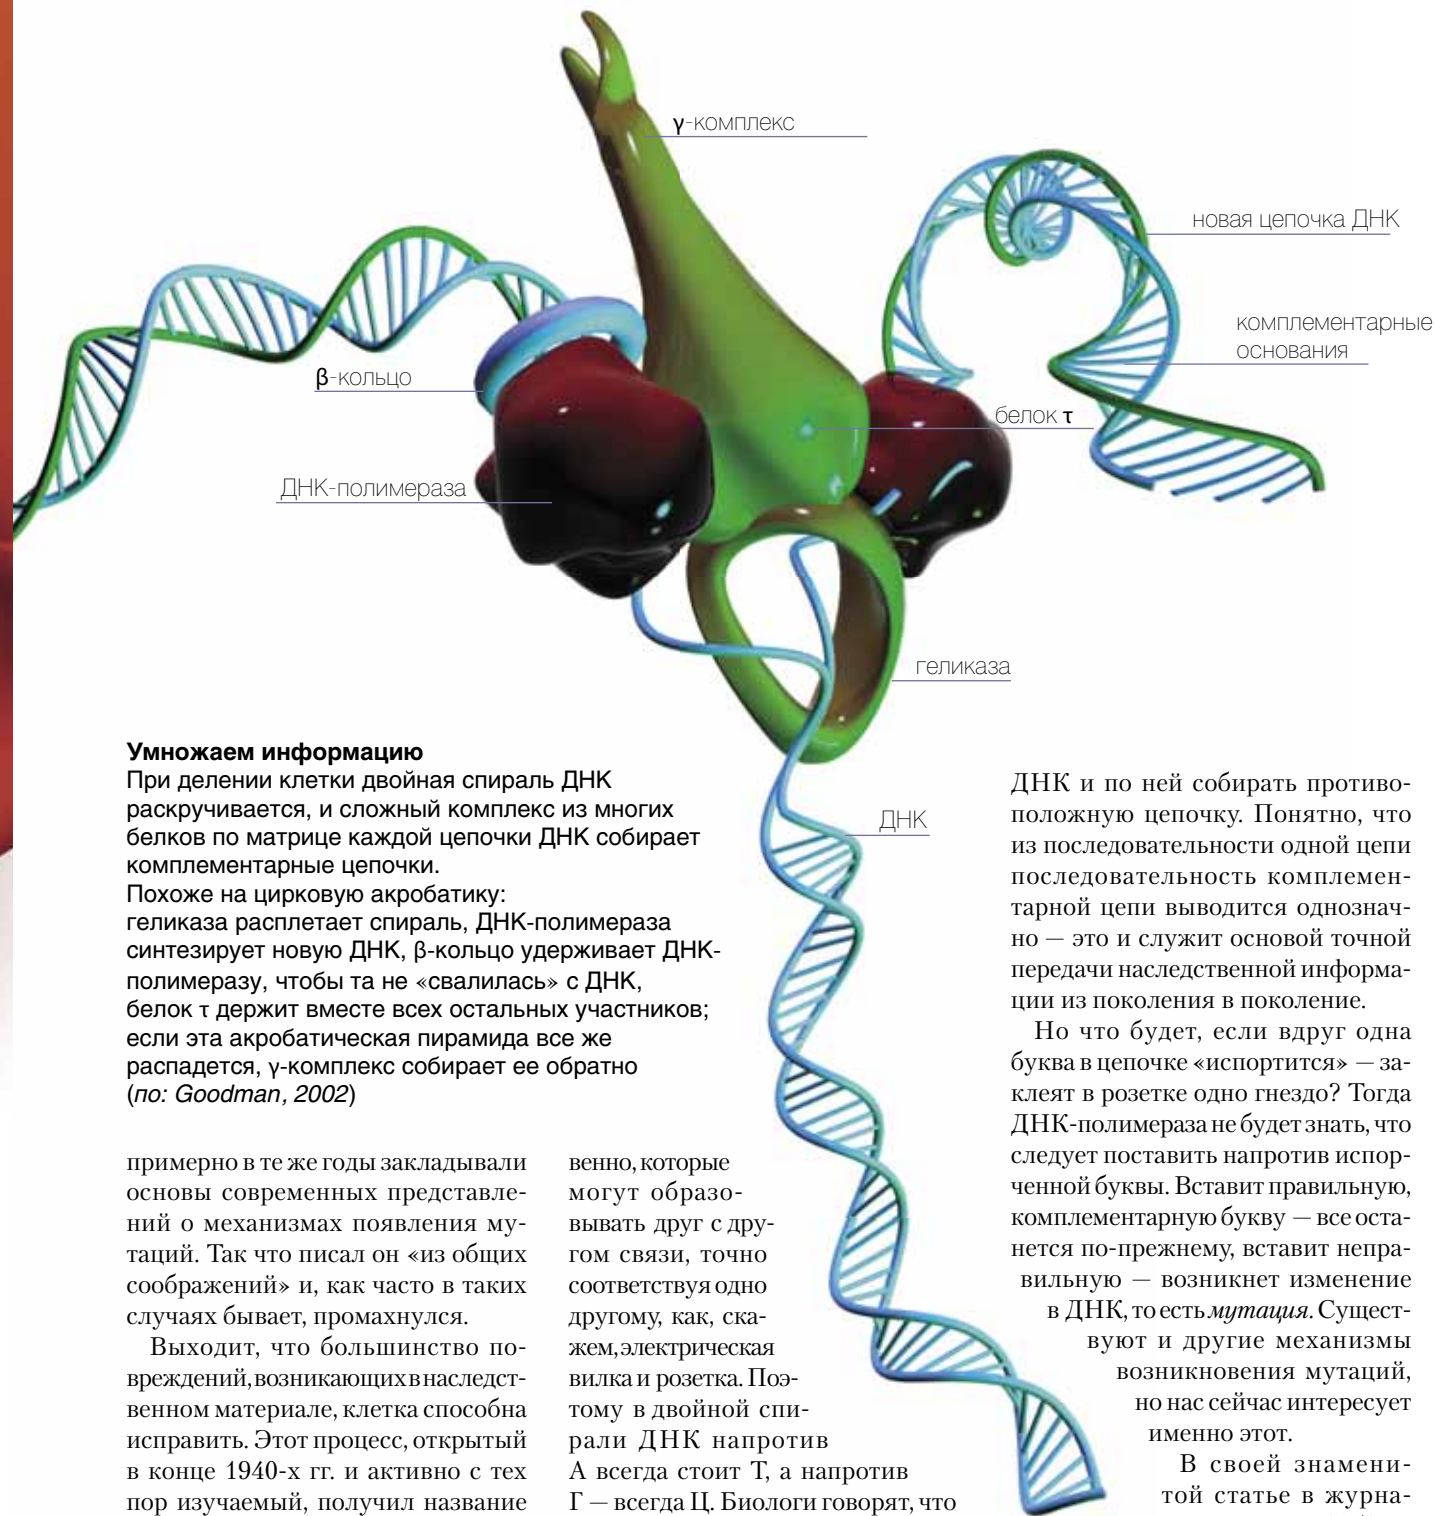 γ-комплекс
новая цепочка ДНК
комплементарные
основания
β-кольцо
белок τ
ДНК-полимераза
геликаза
ДНК
Умножаем информацию
При делении клетки двойная спираль ДНК
раскручивается, и сложный комплекс из многих
белков по матрице каждой цепочки ДНК собирает
комплементарные цепочки.
Похоже на цирковую акробатику:
геликаза расплетает спираль, ДНК-полимераза
синтезирует новую ДНК, β-кольцо удерживает ДНК-
полимеразу, чтобы та не «свалилась» с ДНК,
белок τ держит вместе всех остальных участников;
если эта акробатическая пирамида все же
распадется, γ-комплекс собирает ее обратно
(по: Goodman, 2002)
примерно в те же годы закладывали
основы современных представле-
ний о механизмах появления му-
таций. Так что писал он «из общих
соображений» и, как часто в таких
случаях бывает, промахнулся.
Выходит, что большинство по-
вреждений, возникающих в наследст-
венном материале, клетка способна
исправить. Этот процесс, открытый
в конце 1940-х гг. и активно с тех
пор изучаемый, получил название
венно, которые
могут образо-
вывать друг с дру-
гом связи, точно
соответствуя одно
другому, как, ска-
жем, электрическая
вилка и розетка. Поэ-
тому в двойной спи-
рали ДНК напротив
А всегда стоит Т, а напротив
Г — всегда Ц. Биологи говорят, что
ДНК и по ней собирать противо-
положную цепочку. Понятно, что
из последовательности одной цепи
последовательность комплемен-
тарной цепи выводится однознач-
но — это и служит основой точной
передачи наследственной информа-
ции из поколения в поколение.
Но что будет, если вдруг одна
буква в цепочке «испортится» — за-
клеят в розетке одно гнездо? Тогда
ДНК-полимераза не будет знать, что
следует поставить напротив испор-
ченной буквы. Вставит правильную,
комплементарную букву — все оста-
нется по-прежнему, вставит непра-
вильную — возникнет изменение
в ДНК, то есть мутация. Сущест-
вуют и другие механизмы
возникновения мутаций,
но нас сейчас интересует
именно этот.
В своей знамени-
той статье в журна-